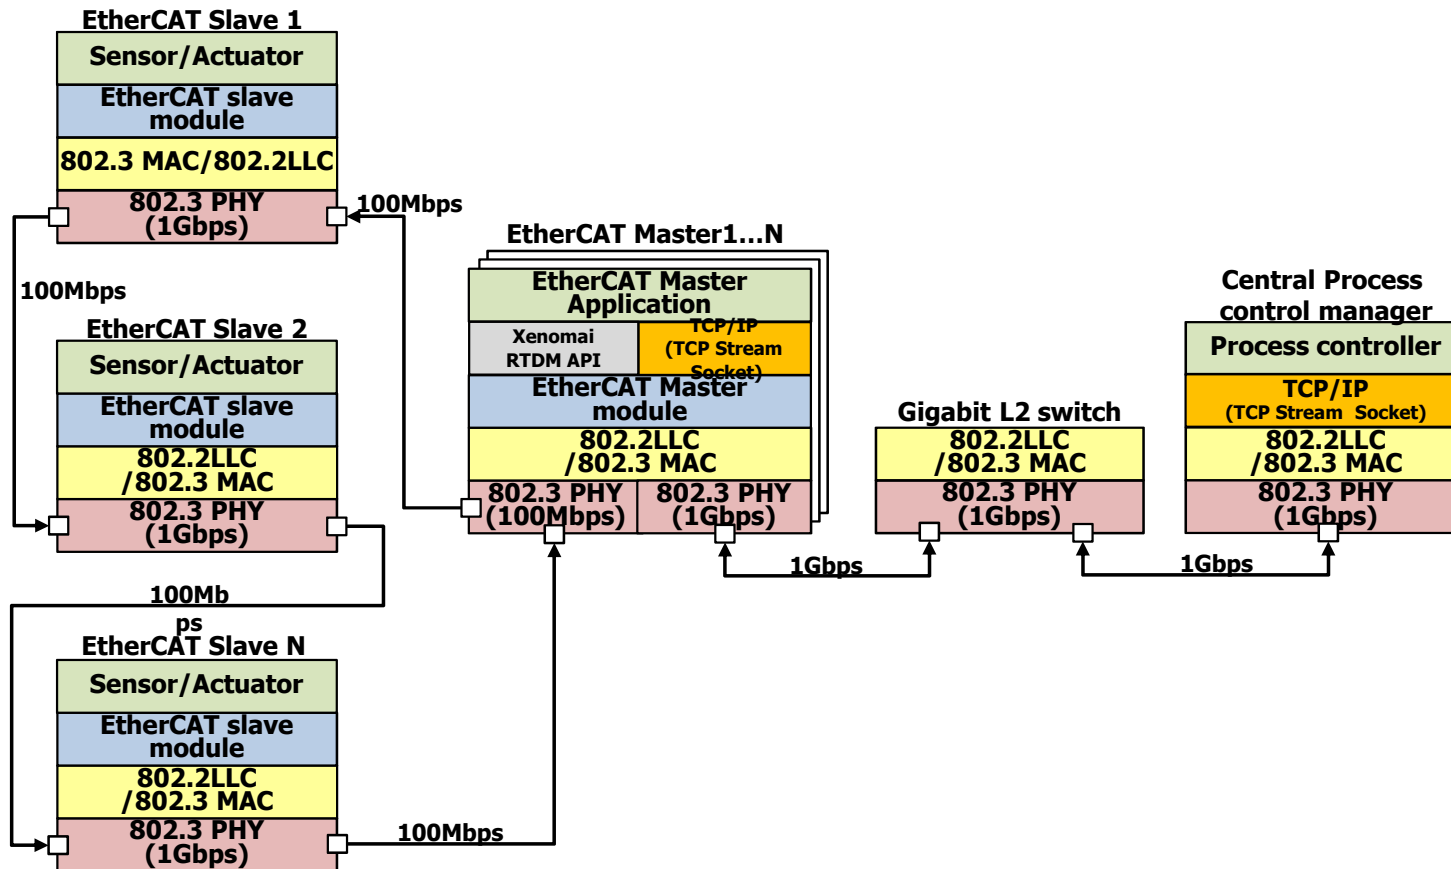 EtherCAT Slave 1
Sensor/Actuator
EtherCAT slave
module
802.3 MAC/802.2LLC
802.3 PHY
(1Gbps)
100Mbps
100Mbps
EtherCAT Slave 2
Sensor/Actuator
EtherCAT slave
module
802.2LLC
/802.3 MAC
802.3 PHY
(1Gbps)
100Mb
ps
EtherCAT Slave N
Sensor/Actuator
EtherCAT slave
module
802.2LLC
/802.3 MAC
802.3 PHY
(1Gbps)
100Mbps
EtherCAT Master1...N
EtherCAT Master
Application
Xenomai
RTDM API
TCP/IP
(TCP Stream
Socket)
EtherCAT Master
module
802.2LLC
/802.3 MAC
802.3 PHY
(100Mbps)
802.3 PHY
(1Gbps)
1Gbps
Gigabit L2 switch
802.2LLC
/802.3 MAC
802.3 PHY
(1Gbps)
1Gbps
Central Process
control manager
Process controller
TCP/IP
(TCP Stream  Socket)
802.2LLC
/802.3 MAC
802.3 PHY
(1Gbps)